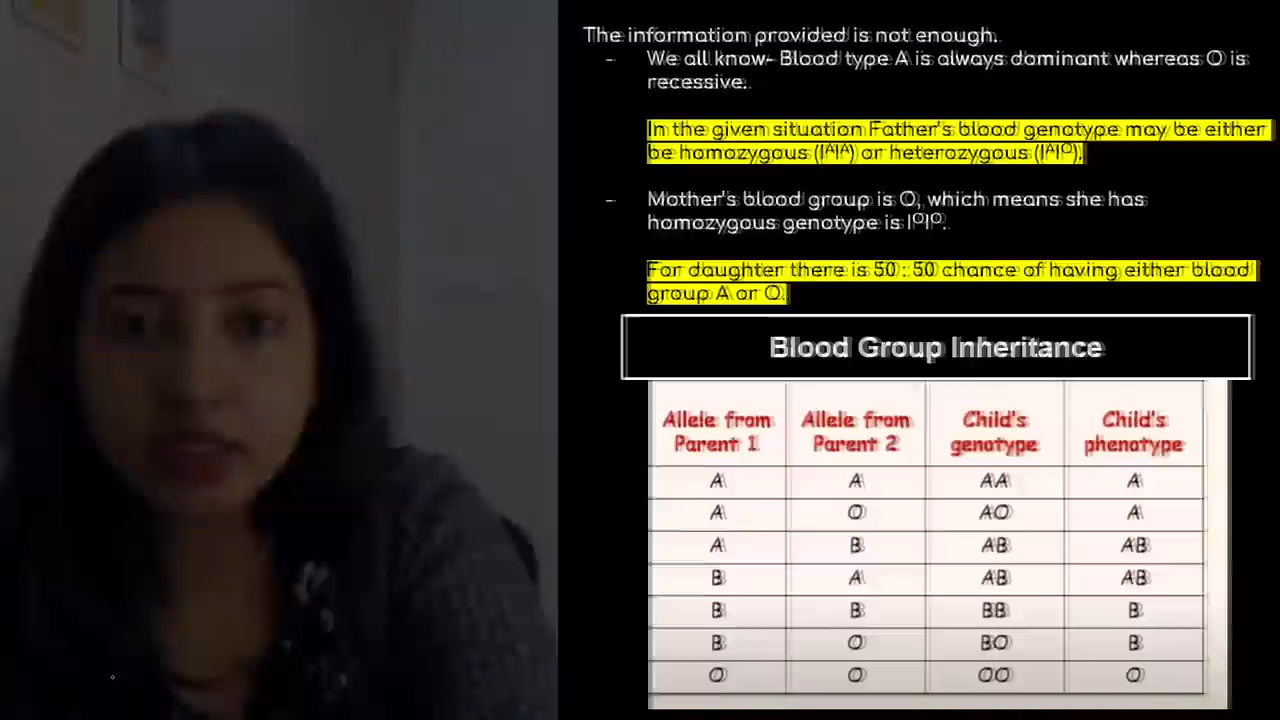 The information provided is not enough.
- We all know- Blood type A is always dominant whereas O is
recessive.
In the given situation Father's blood genotype may be either
be homozygous (IᴬIᴬ) or heterozygous (IᴬIᴼ).
- Mother's blood group is O, which means she has
homozygous genotype is IᴼIᴼ.
For daughter there is 50 : 50 chance of having either blood
group A or O.
Blood Group Inheritance
Allele from Parent 1 Allele from Parent 2 Child's genotype Child's phenotype
A A AA A
A O AO A
A B AB AB
B A AB AB
B B BB B
B O BO B
O O OO O